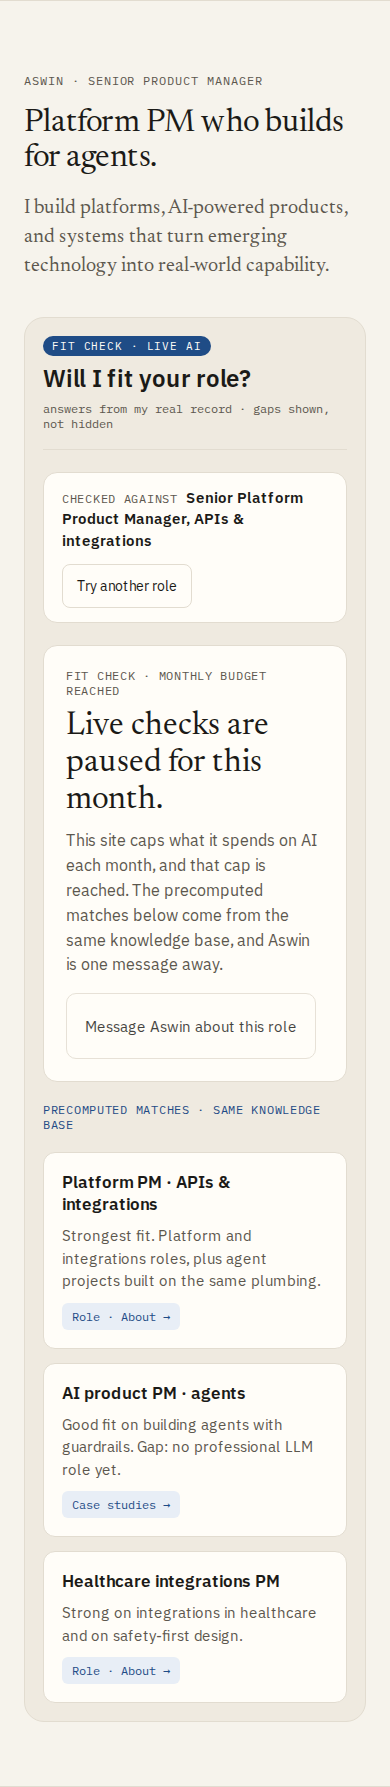 ASWIN · SENIOR PRODUCT MANAGER
Platform PM who builds
for agents.
I build platforms, AI-powered products,
and systems that turn emerging
technology into real-world capability.
FIT CHECK · LIVE AI
Will I fit your role?
answers from my real record · gaps shown,
not hidden
CHECKED AGAINST Senior Platform
Product Manager, APIs &
integrations
Try another role
FIT CHECK · MONTHLY BUDGET
REACHED
Live checks are
paused for this
month.
This site caps what it spends on AI
each month, and that cap is
reached. The precomputed
matches below come from the
same knowledge base, and Aswin
is one message away.
Message Aswin about this role
PRECOMPUTED MATCHES · SAME KNOWLEDGE
BASE
Platform PM · APIs &
integrations
Strongest fit. Platform and
integrations roles, plus agent
projects built on the same plumbing.
Role · About →
AI product PM · agents
Good fit on building agents with
guardrails. Gap: no professional LLM
role yet.
Case studies →
Healthcare integrations PM
Strong on integrations in healthcare
and on safety-first design.
Role · About →